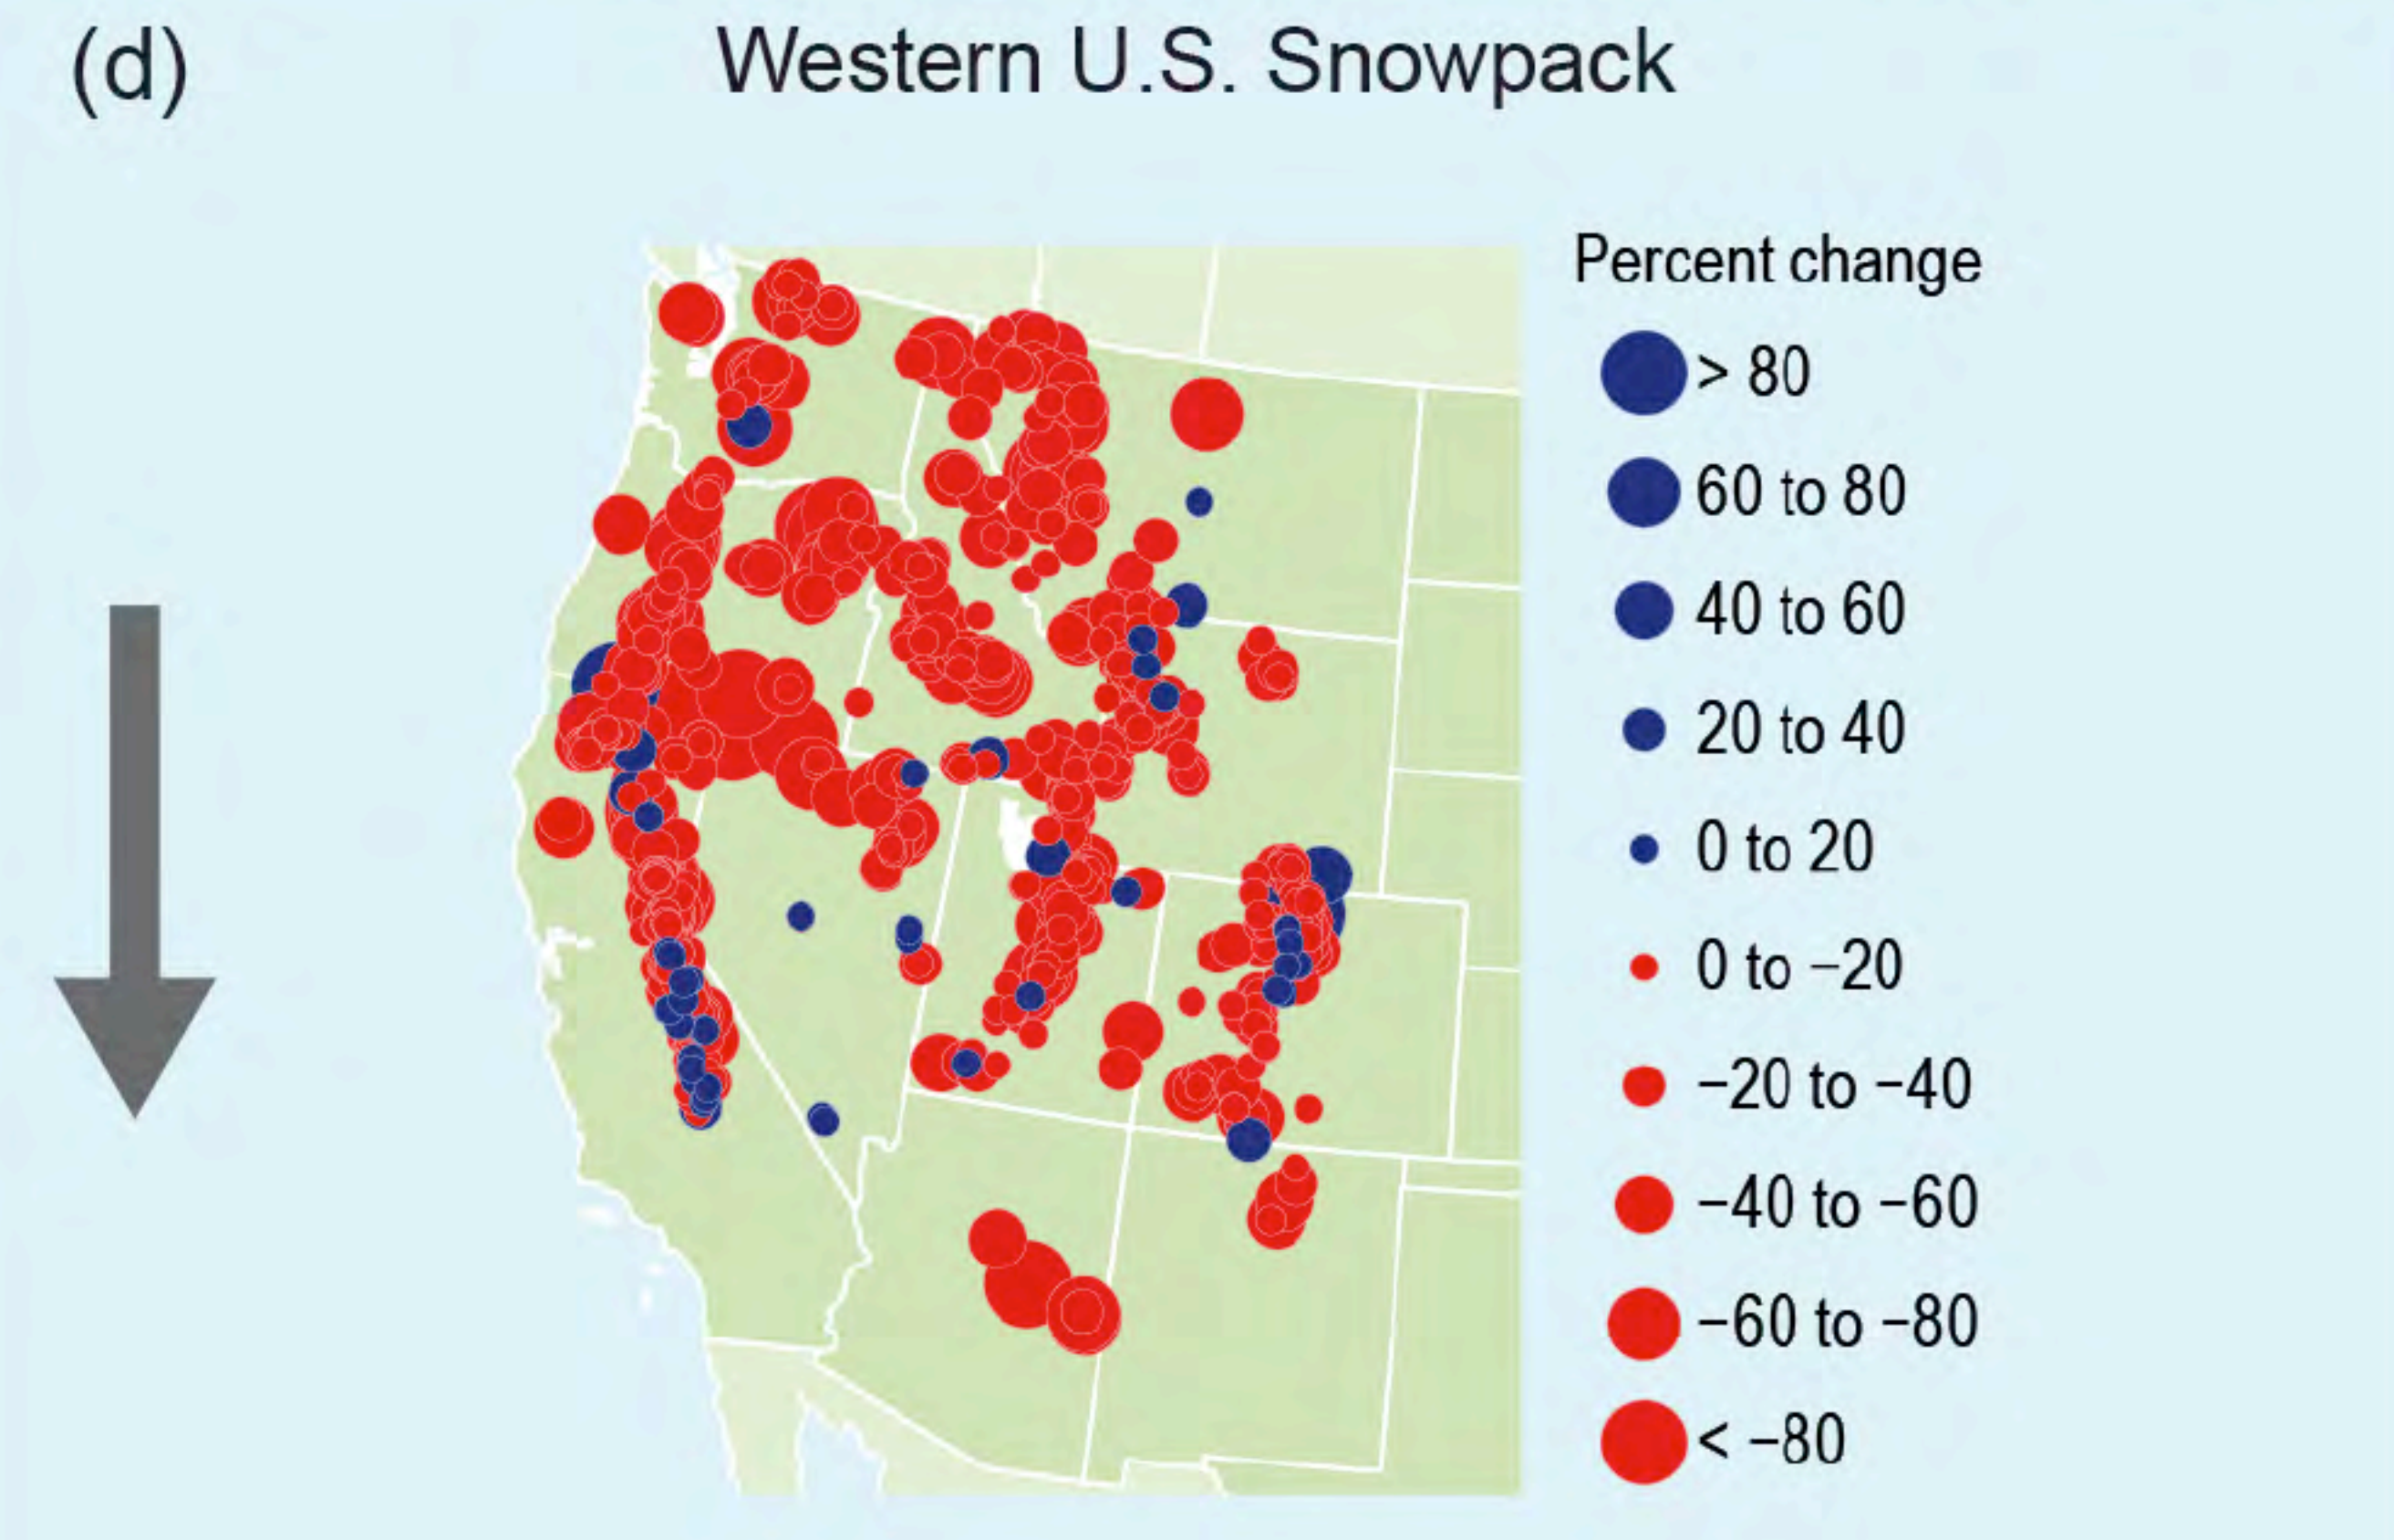 (d)
Western U.S. Snowpack
Percent change
> 80
60 to 80
40 to 60
20 to 40
0 to 20
0 to −20
−20 to −40
−40 to −60
−60 to −80
< −80